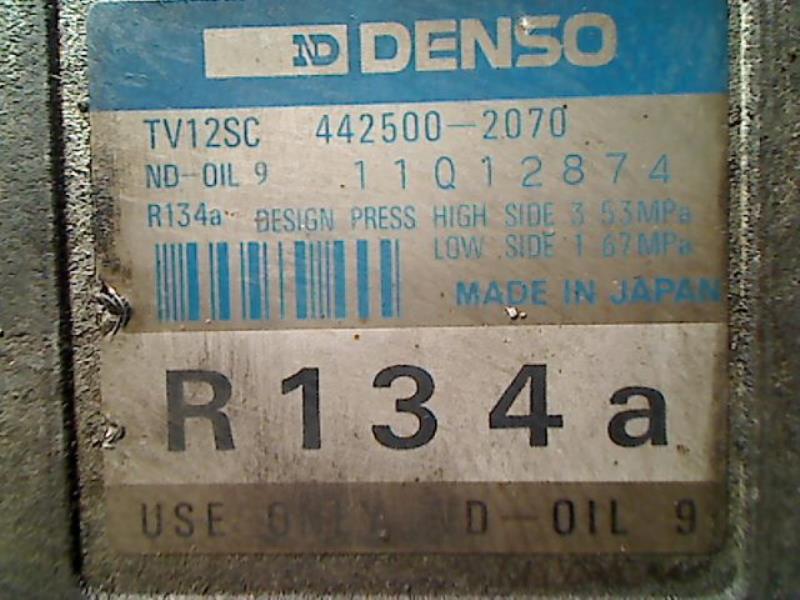 ND DENSO
TV12SC 442500-2070
ND-OIL 9 11Q12874
R134a DESIGN PRESS HIGH SIDE 3 53MPa
LOW SIDE 1 67MPa
MADE IN JAPAN
R134a
USE ONLY ND-OIL 9